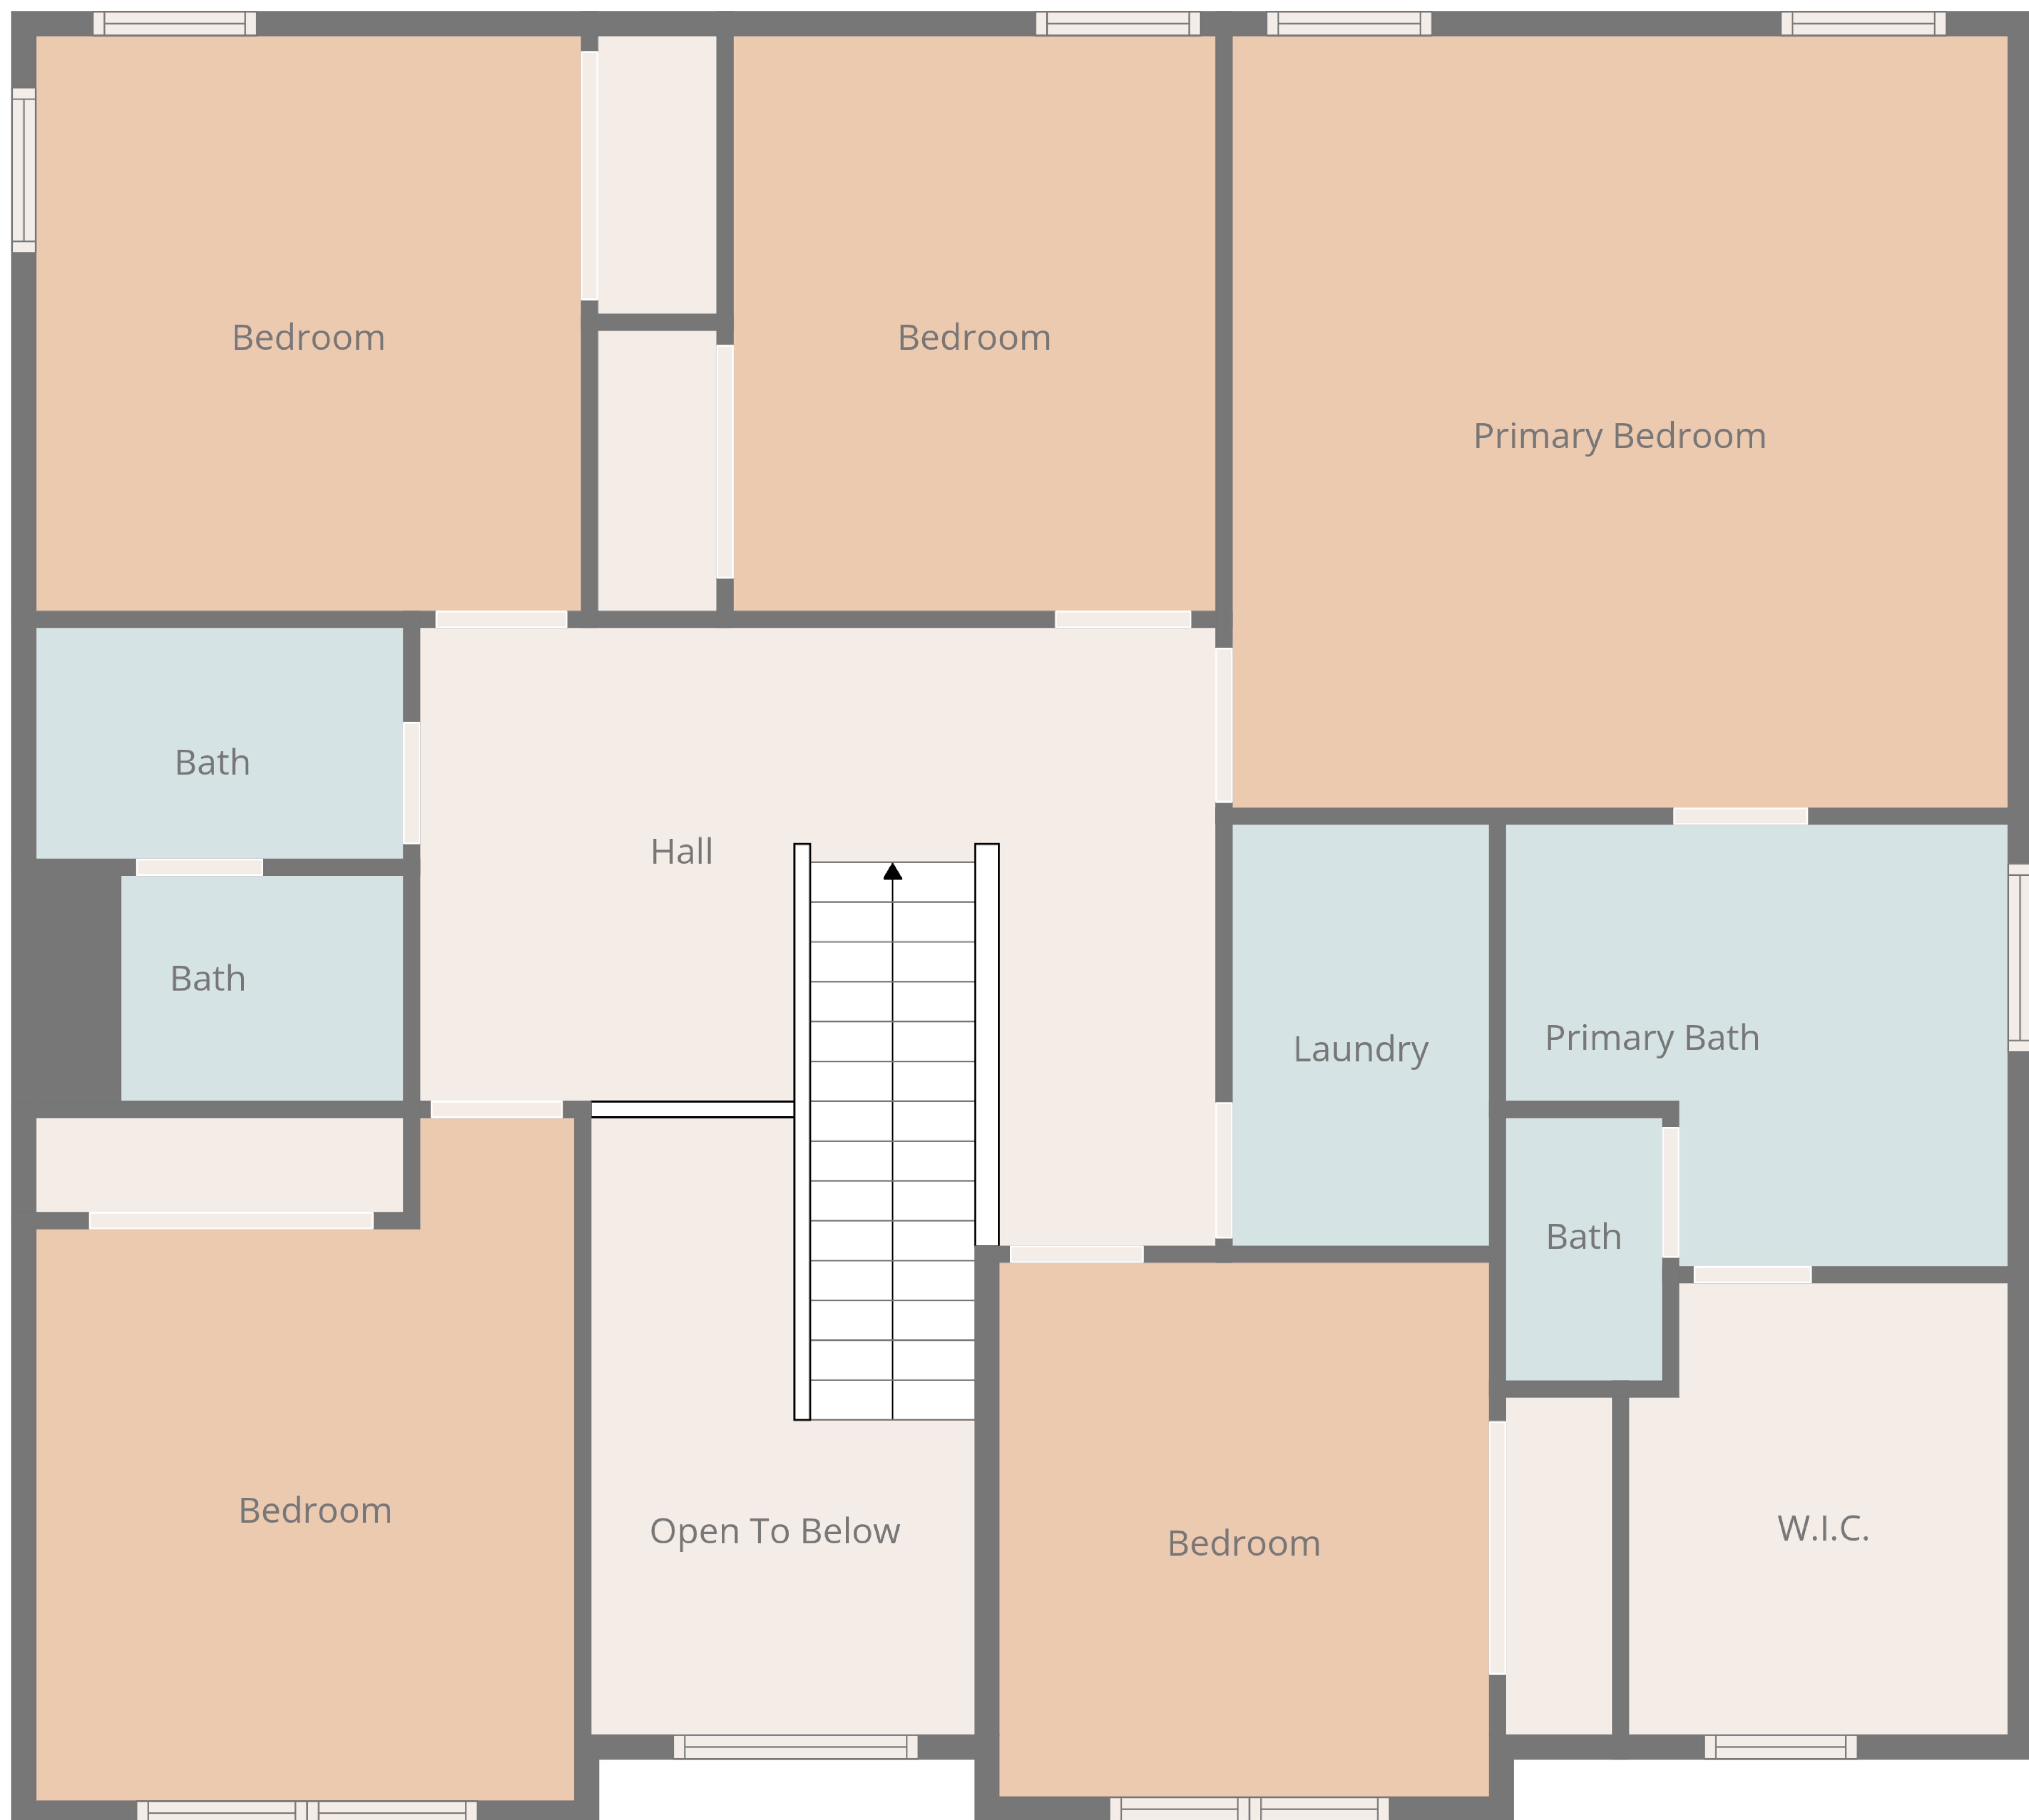 Bedroom
Bedroom
Primary Bedroom
Bath
Hall
Bath
Laundry
Primary Bath
Bath
Bedroom
Open To Below
Bedroom
W.I.C.